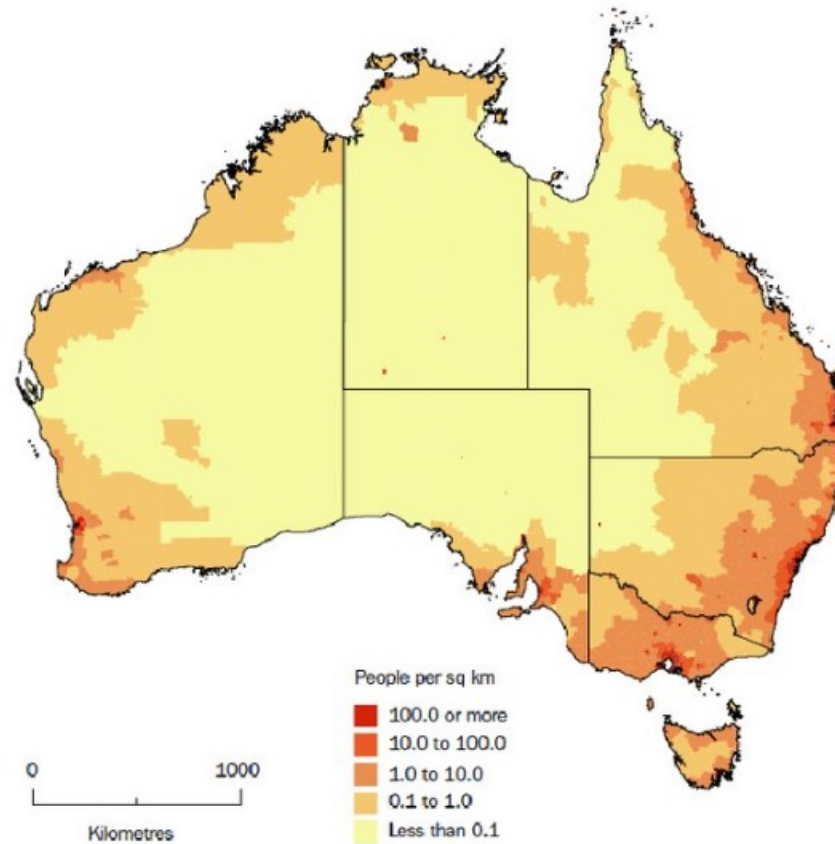 People per sq km
100.0 or more
10.0 to 100.0
1.0 to 10.0
0.1 to 1.0
Less than 0.1
0 1000
Kilometres